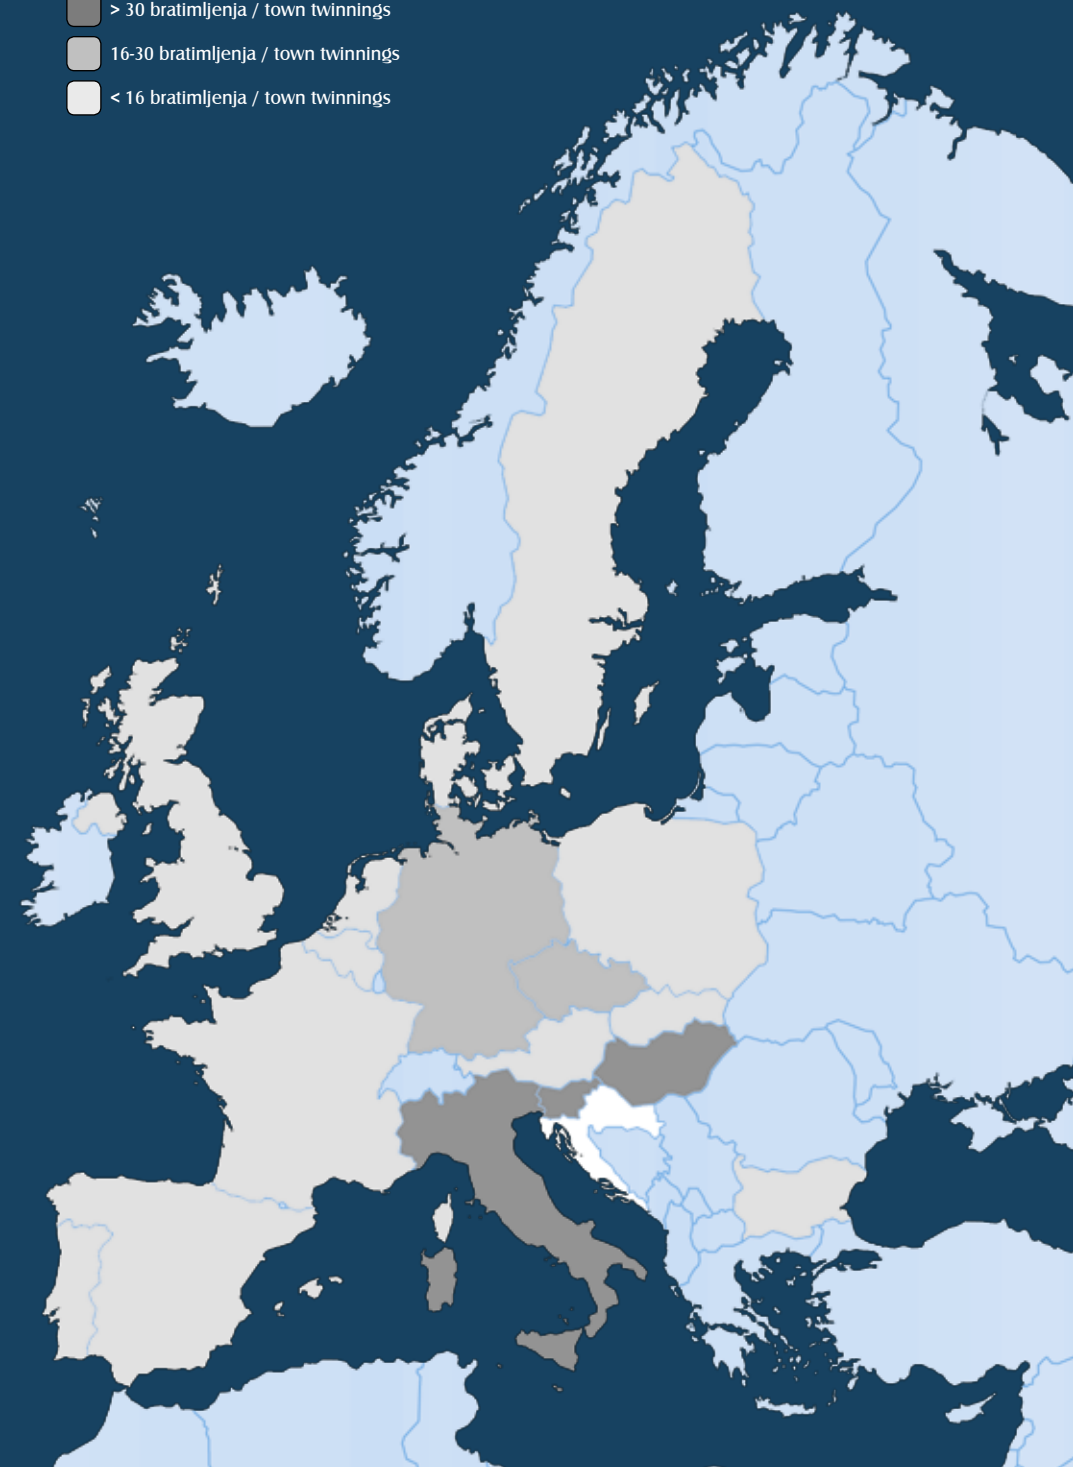 > 30 bratimljenja / town twinnings
16-30 bratimljenja / town twinnings
< 16 bratimljenja / town twinnings